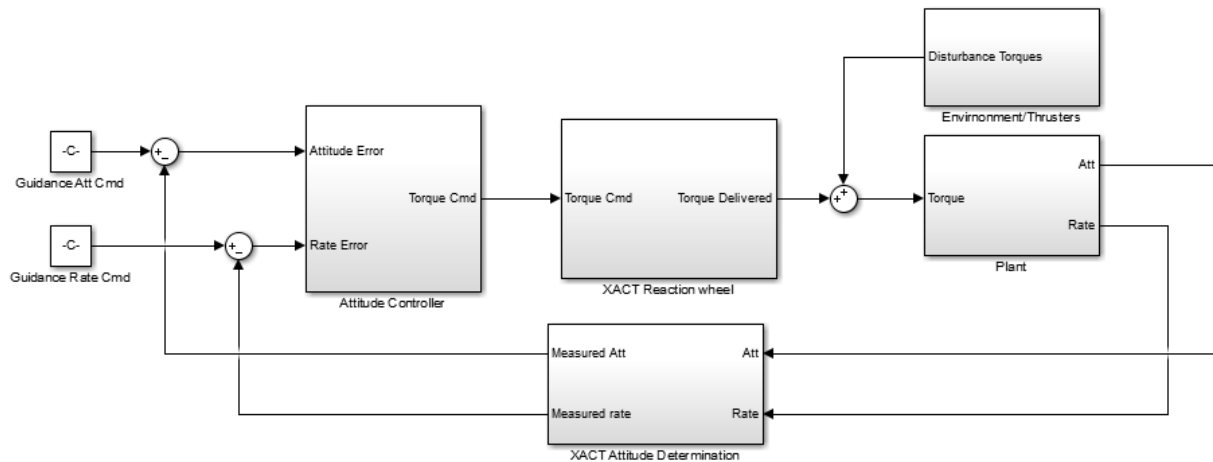 Disturbance Torques
Envirnonment/Thrusters
-C-
Guidance Att Cmd
+
-
Attitude Error
Torque Cmd
Rate Error
Attitude Controller
-C-
Guidance Rate Cmd
+
-
Torque Cmd
Torque Delivered
XACT Reaction wheel
+
+
Torque
Att
Rate
Plant
Measured Att
Att
Measured rate
Rate
XACT Attitude Determination